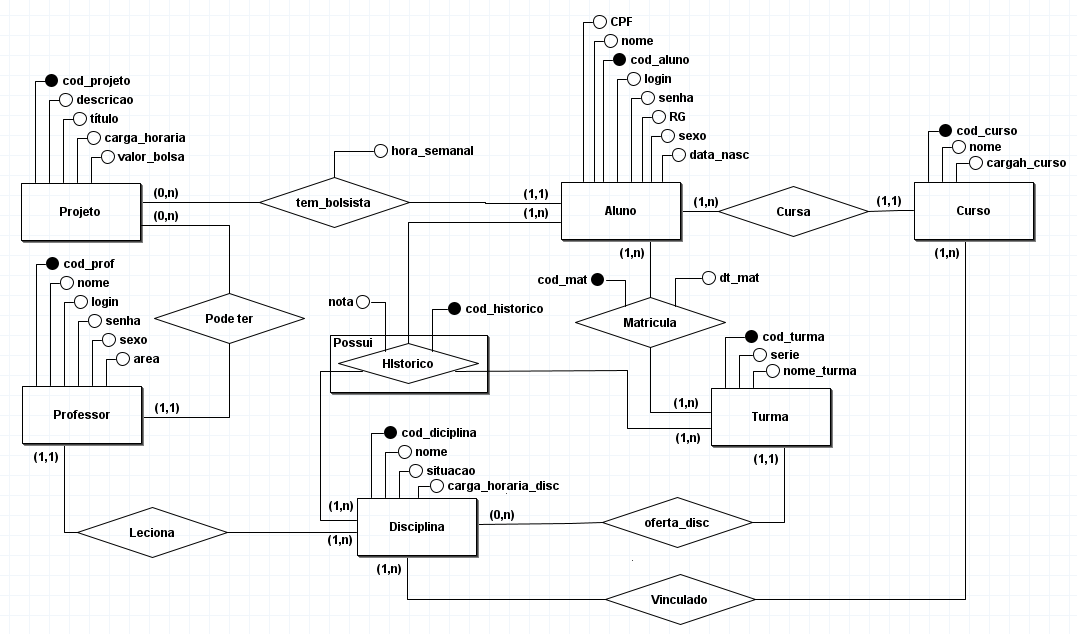 CPF
nome
cod_aluno
login
senha
RG
sexo
data_nasc
cod_projeto
descricao
título
carga_horaria
valor_bolsa
hora_semanal
cod_curso
nome
cargah_curso
Projeto
(0,n)
(0,n)
tem_bolsista
(1,1)
(1,n)
Aluno
(1,n)
Cursa
(1,1)
Curso
(1,n)
(1,n)
cod_prof
nome
login
senha
sexo
area
Pode ter
nota
cod_historico
cod_mat
dt_mat
Matricula
Possui
HIstorico
cod_turma
serie
nome_turma
Professor
(1,1)
(1,1)
(1,n)
(1,n)
Turma
(1,1)
cod_diciplina
nome
situacao
carga_horaria_disc
(1,n)
(1,n)
Disciplina
(0,n)
oferta_disc
Leciona
(1,n)
Vinculado